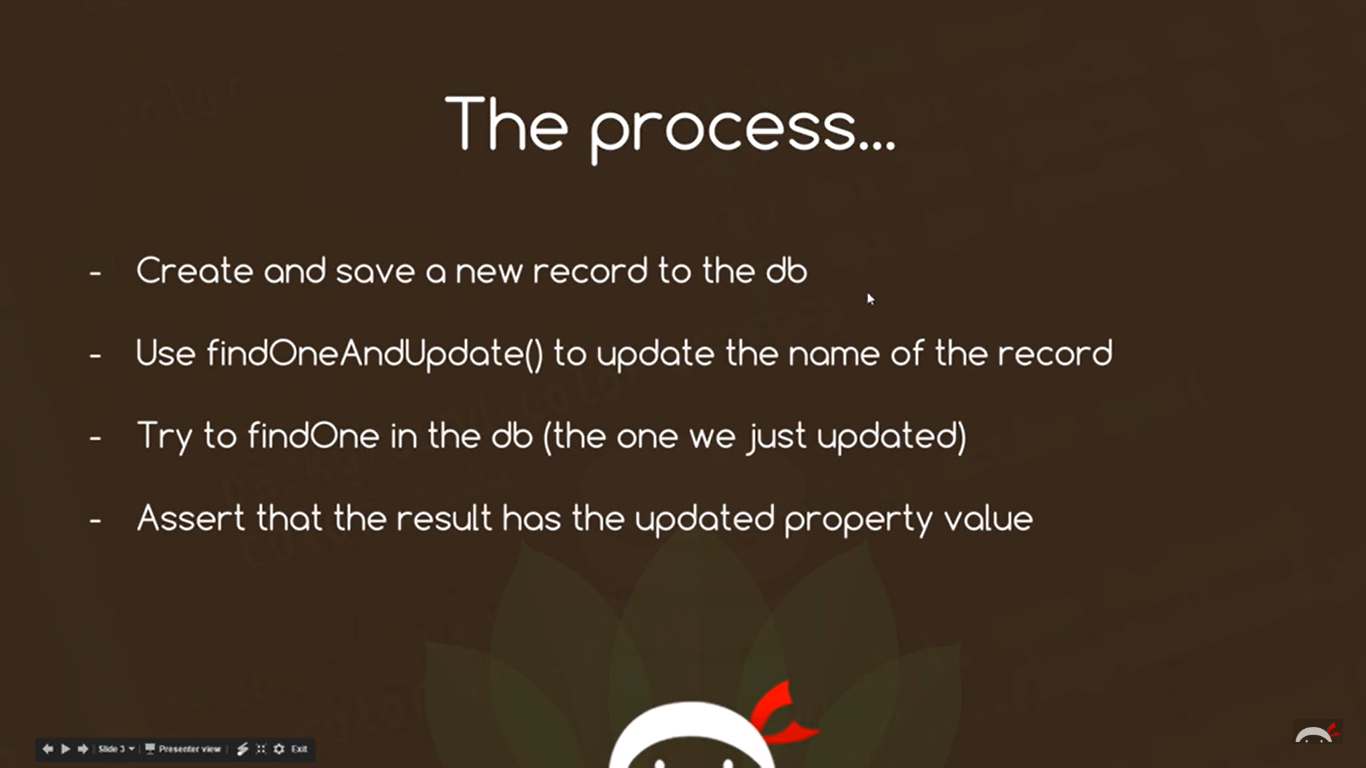 The process...
- Create and save a new record to the db
- Use findOneAndUpdate() to update the name of the record
- Try to findOne in the db (the one we just updated)
- Assert that the result has the updated property value
Slide 3 Presenter view Exit